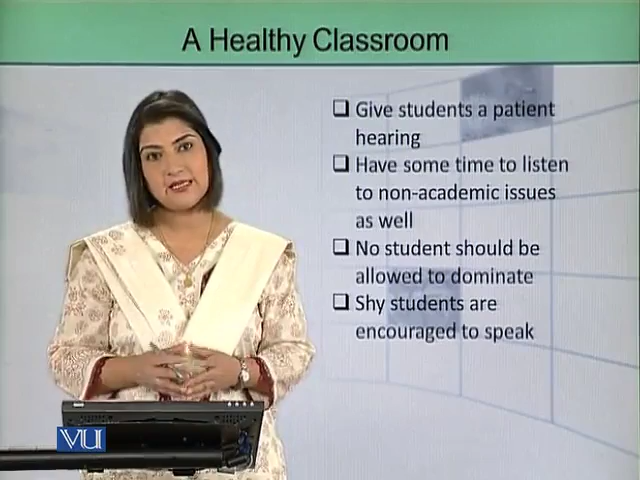 A Healthy Classroom
❑ Give students a patient
hearing
❑ Have some time to listen
to non-academic issues
as well
❑ No student should be
allowed to dominate
❑ Shy students are
encouraged to speak
VU